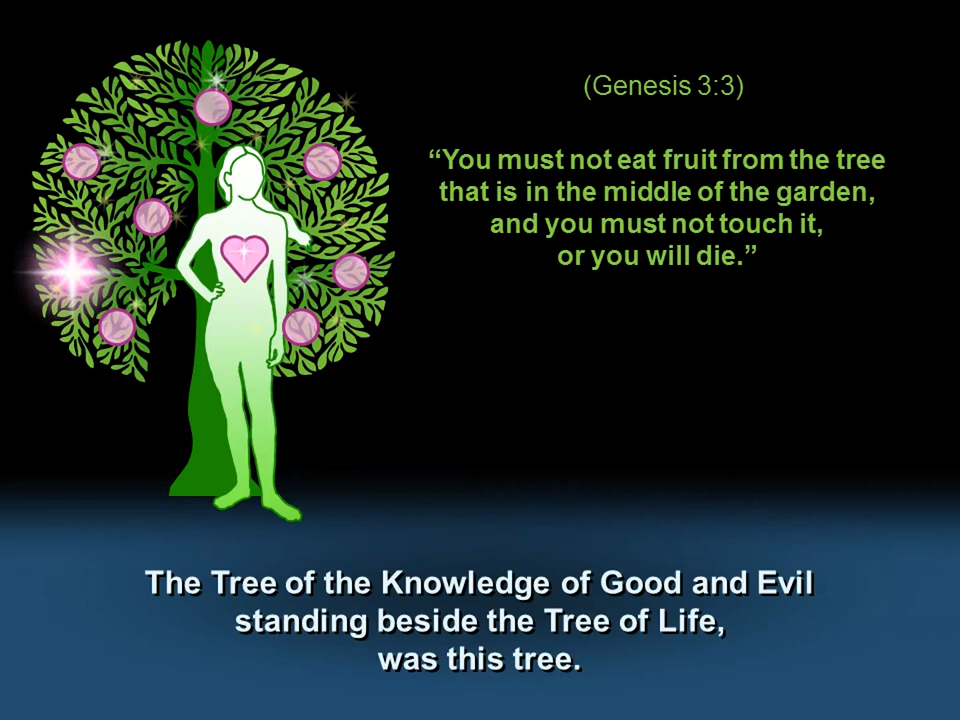 (Genesis 3:3)
“You must not eat fruit from the tree
that is in the middle of the garden,
and you must not touch it,
or you will die.”
The Tree of the Knowledge of Good and Evil
standing beside the Tree of Life,
was this tree.